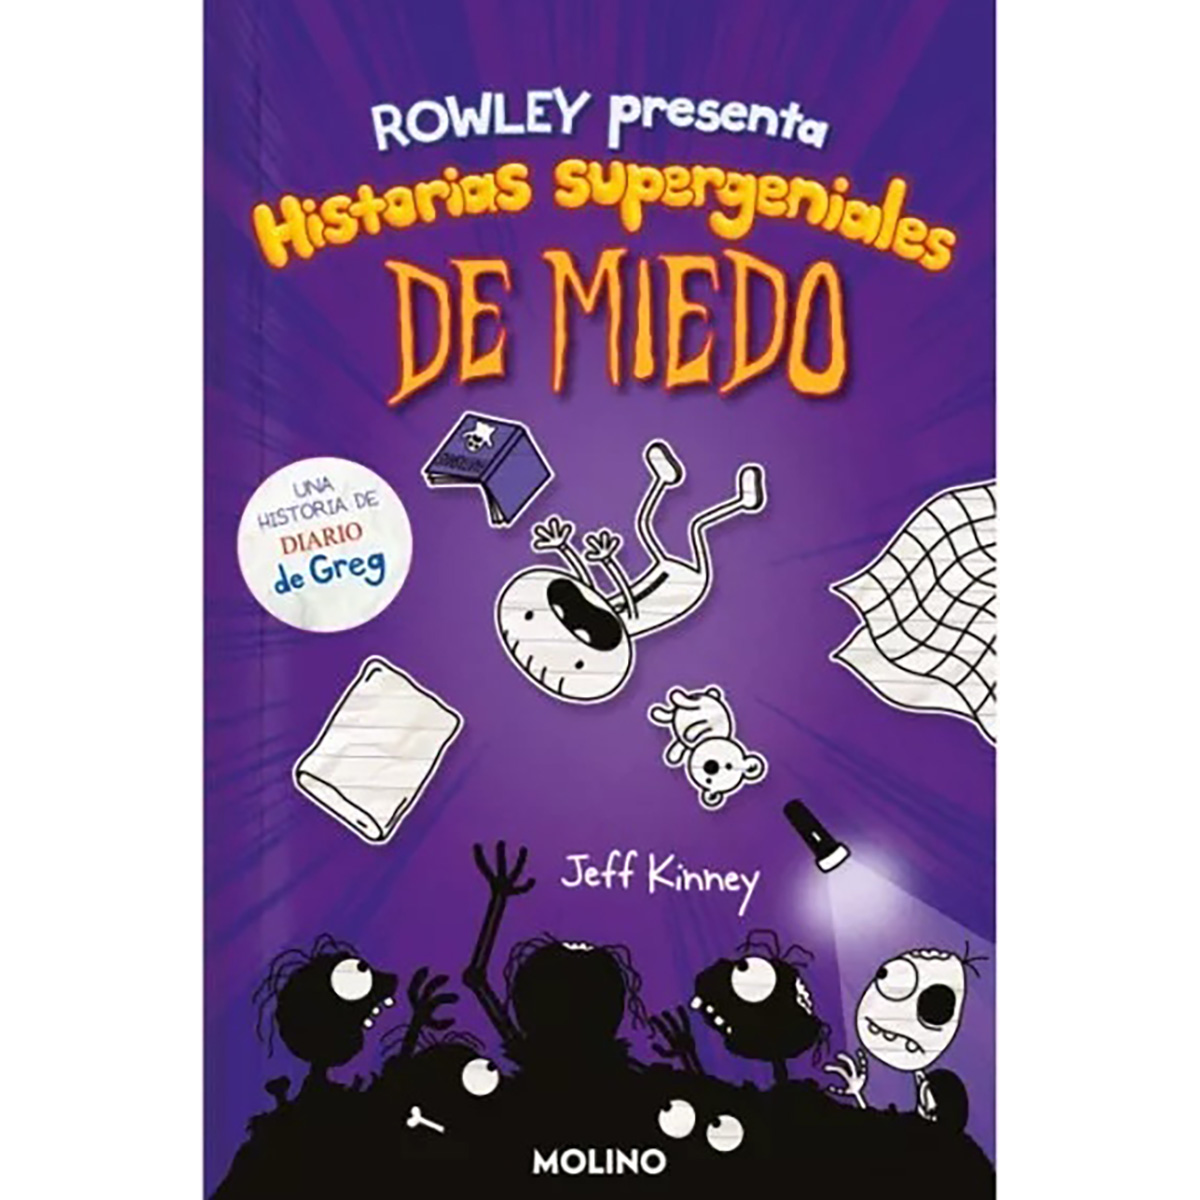 ROWLEY presenta
Historias supergeniales
DE MIEDO
UNA
HISTORIA DE
DIARIO
de Greg
Jeff Kinney
MOLINO